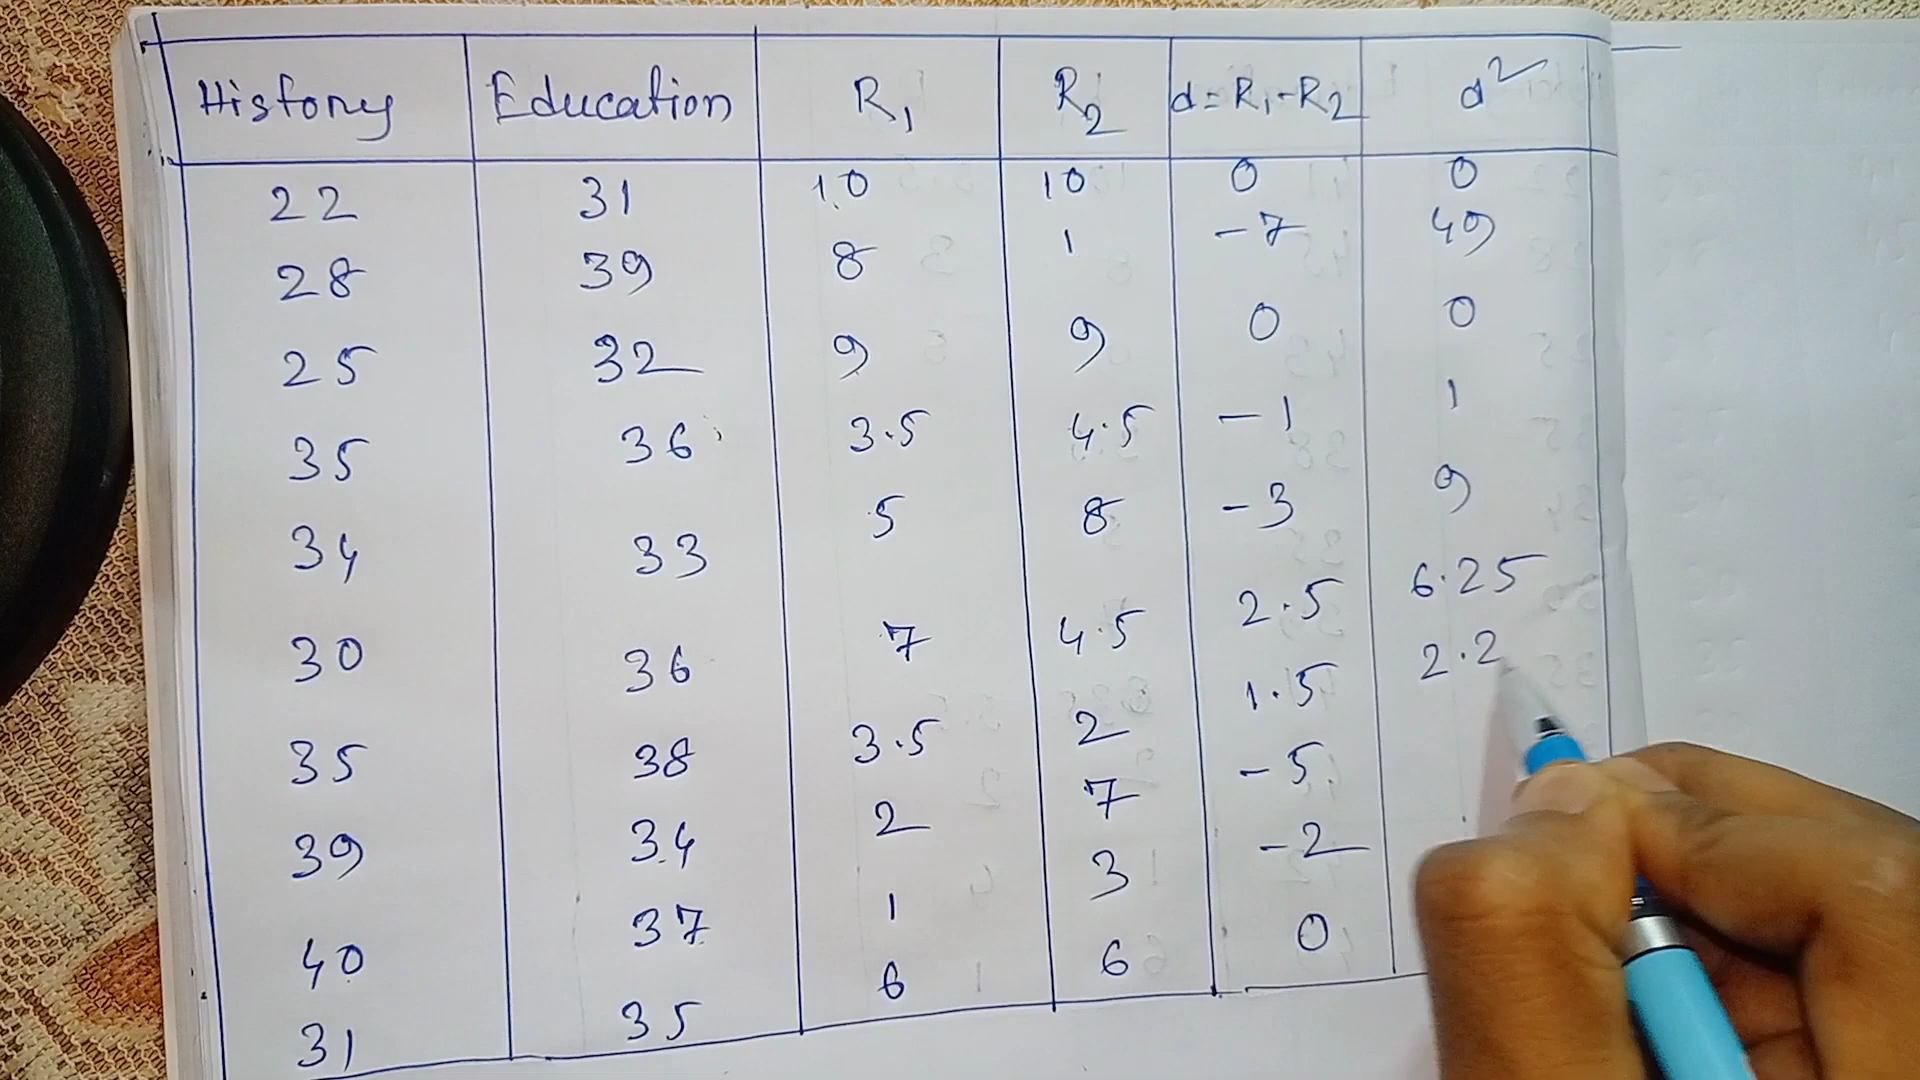 History Education R₁ R₂ d=R₁-R₂ d²
22 31 10 10 0 0
28 39 8 1 -7 49
25 32 9 9 0 0
35 36 3.5 4.5 -1 1
34 33 5 8 -3 9
30 36 7 4.5 2.5 6.25
35 38 3.5 2 1.5 2.2
39 34 2 7 -5
40 37 1 3 -2
31 35 6 6 0